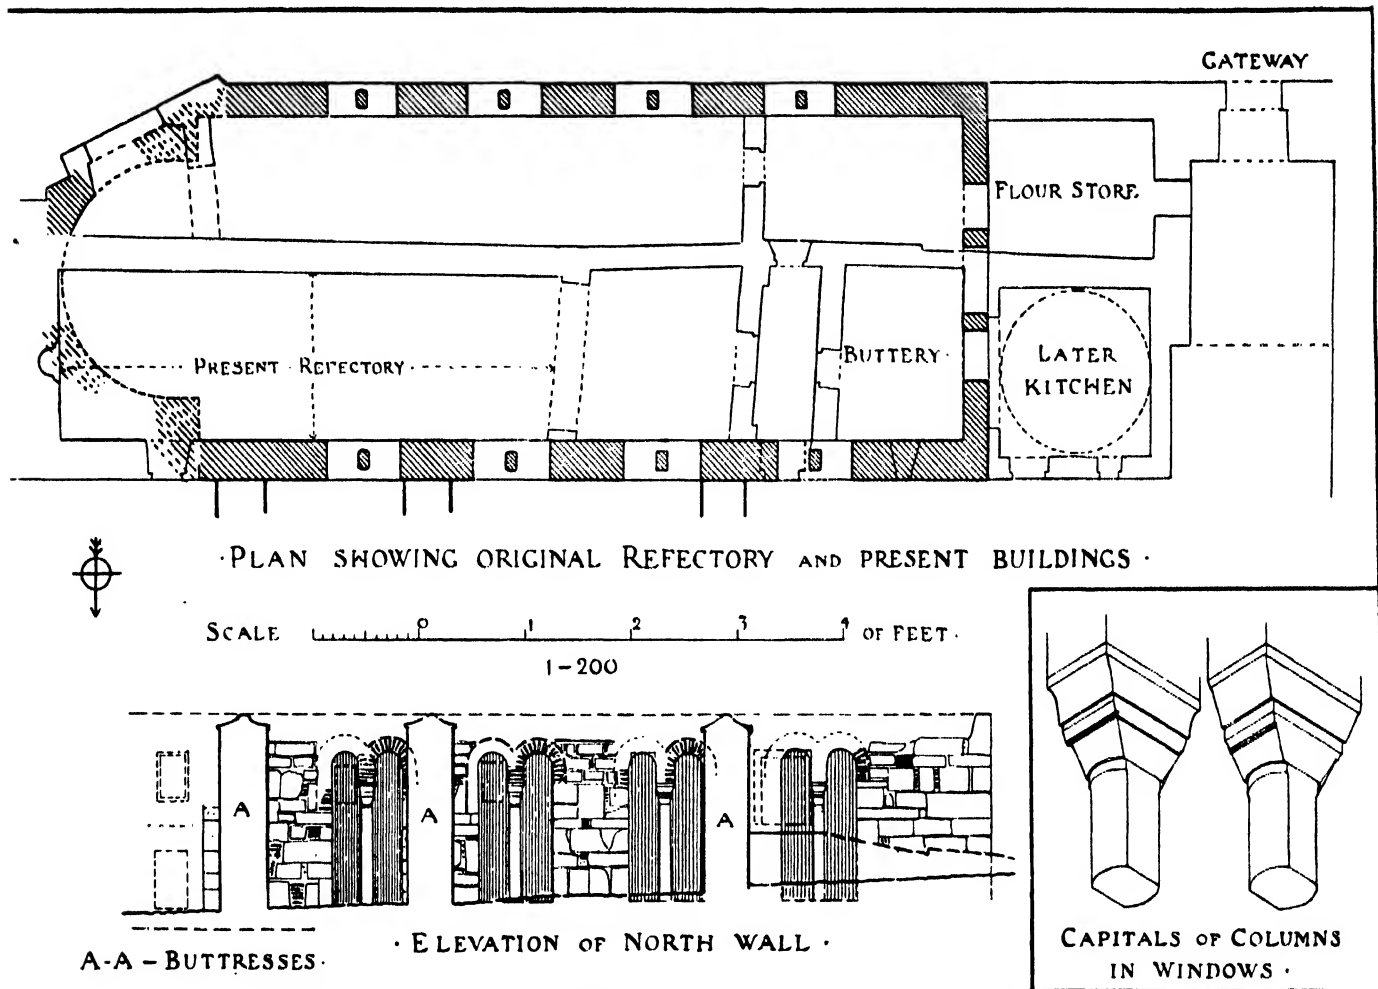 GATEWAY
FLOUR STORE
PRESENT · REFECTORY ·
BUTTERY ·
LATER
KITCHEN
· PLAN SHOWING ORIGINAL REFECTORY AND PRESENT BUILDINGS ·
SCALE 0 1 2 3 4 OF FEET ·
1-200
A A A
A-A - BUTTRESSES ·
· ELEVATION OF NORTH WALL ·
CAPITALS OF COLUMNS
IN WINDOWS ·